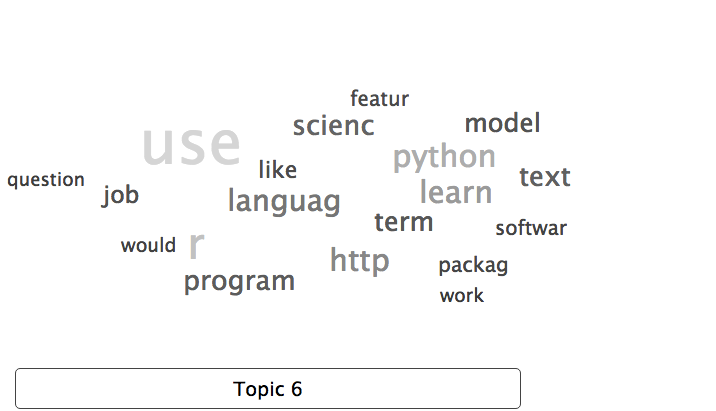 featur
scienc
model
use
python
like
text
question
job
learn
languag
term
softwar
would
r
http
packag
program
work
Topic 6